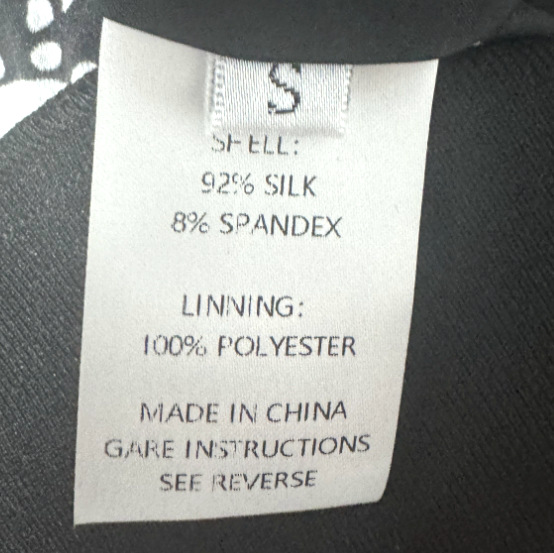 S
SHELL:
92% SILK
8% SPANDEX
LINNING:
100% POLYESTER
MADE IN CHINA
GARE INSTRUCTIONS
SEE REVERSE